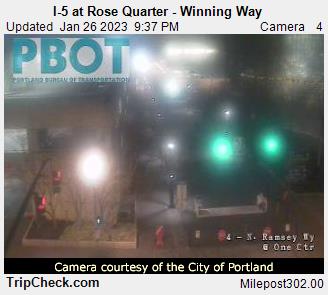 I-5 at Rose Quarter - Winning Way
Updated Jan 26 2023 9:37 PM Camera 4
PBOT
PORTLAND BUREAU OF TRANSPORTATION
4 - N. Ramsey Wy
@ One Ctr
Camera courtesy of the City of Portland
TripCheck.com Milepost302.00